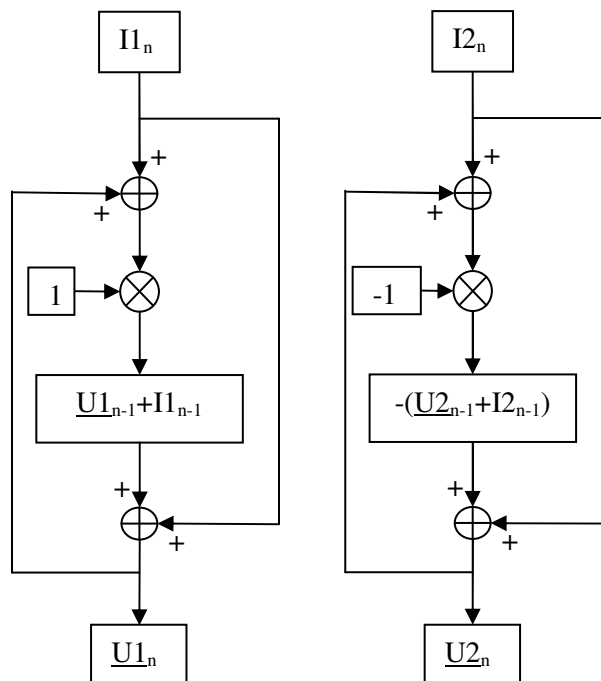 I1n
I2n
+
+
+
+
1
-1
U1n-1+I1n-1
-(U2n-1+I2n-1)
+
+
+
+
U1n
U2n